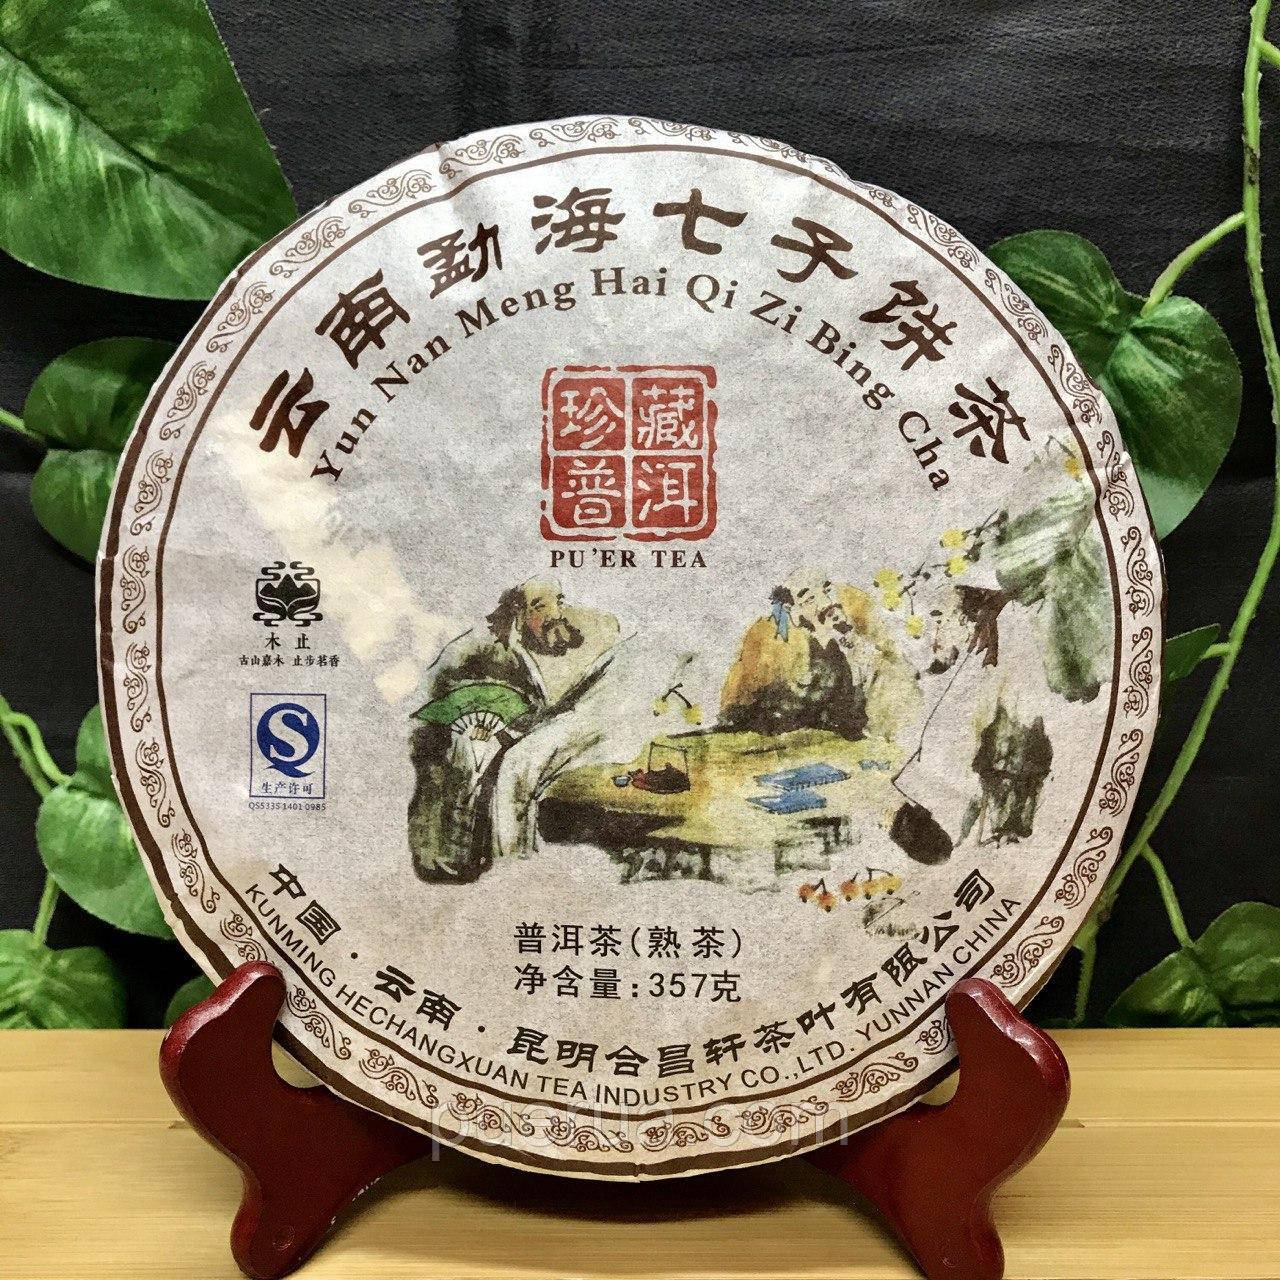 云南勐海七子饼茶
Yun Nan Meng Hai Qi Zi Bing Cha
珍藏
普洱
PU'ER TEA
木止
古山嘉木 止步茗香
生产许可
QS5335 1401 0985
普洱茶(熟茶)
净含量:357克
中国·云南·昆明合昌轩茶叶有限公司
KUNMING HECHANGXUAN TEA INDUSTRY CO.,LTD. YUNNAN CHINA
puerua.com